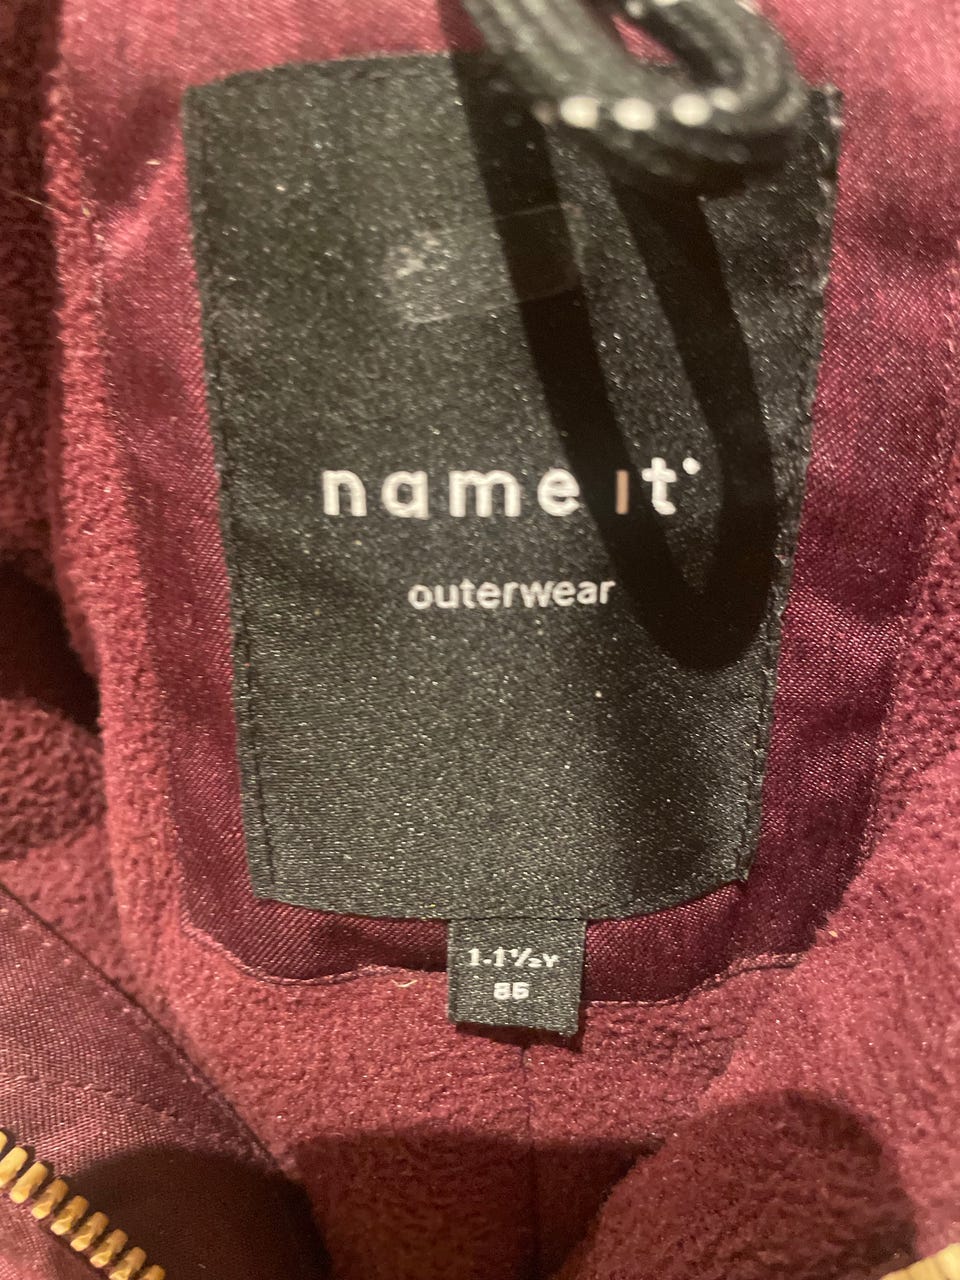 name it
outerwear
1-1½Y
86